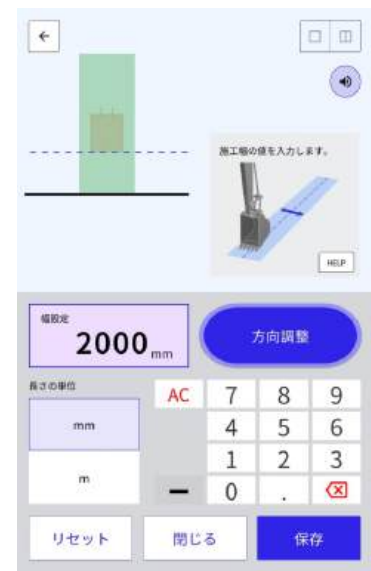 施工幅の値を入力します。
HELP
幅設定
2000 mm
方向調整
長さの単位
mm
m
AC 7 8 9
4 5 6
1 2 3
− 0 .
リセット 閉じる 保存